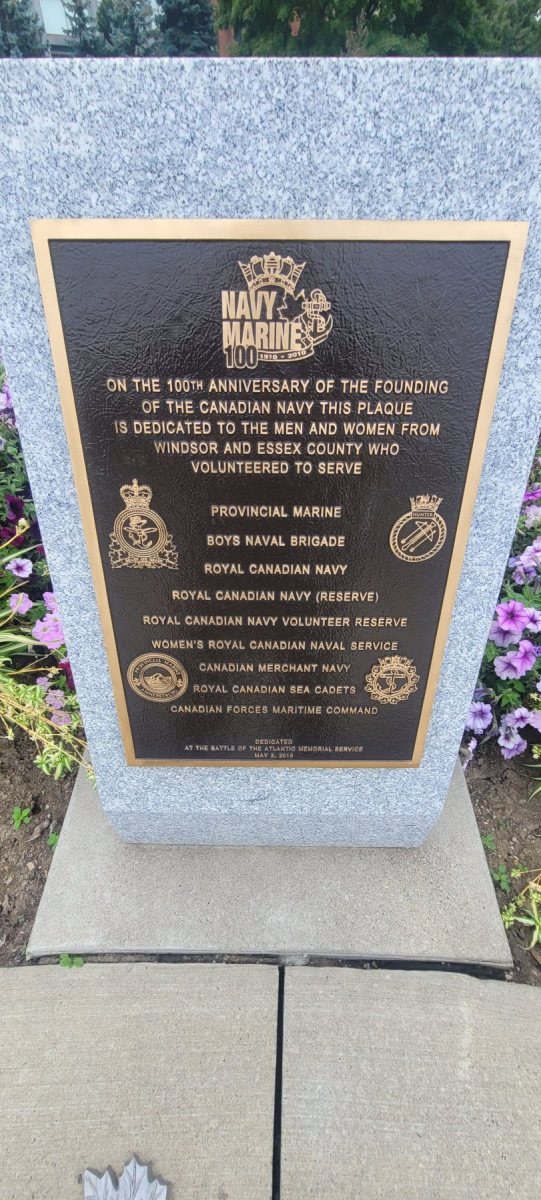 NAVY
MARINE
100 1910 - 2010
ON THE 100TH ANNIVERSARY OF THE FOUNDING
OF THE CANADIAN NAVY THIS PLAQUE
IS DEDICATED TO THE MEN AND WOMEN FROM
WINDSOR AND ESSEX COUNTY WHO
VOLUNTEERED TO SERVE
PROVINCIAL MARINE
HUNTER
BOYS NAVAL BRIGADE
ROYAL CANADIAN NAVY
ROYAL CANADIAN NAVY (RESERVE)
ROYAL CANADIAN NAVY VOLUNTEER RESERVE
WOMEN'S ROYAL CANADIAN NAVAL SERVICE
CANADIAN MERCHANT NAVY
PROVINCIAL MARINE
AMHERSTBURG
ROYAL CANADIAN SEA CADETS
CANADIAN FORCES MARITIME COMMAND
DEDICATED
AT THE BATTLE OF THE ATLANTIC MEMORIAL SERVICE
MAY 2, 2010